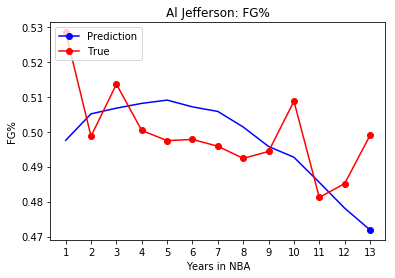 Al Jefferson: FG%
0.53
0.52
0.51
0.50
0.49
0.48
0.47
FG%
Prediction
True
1 2 3 4 5 6 7 8 9 10 11 12 13
Years in NBA